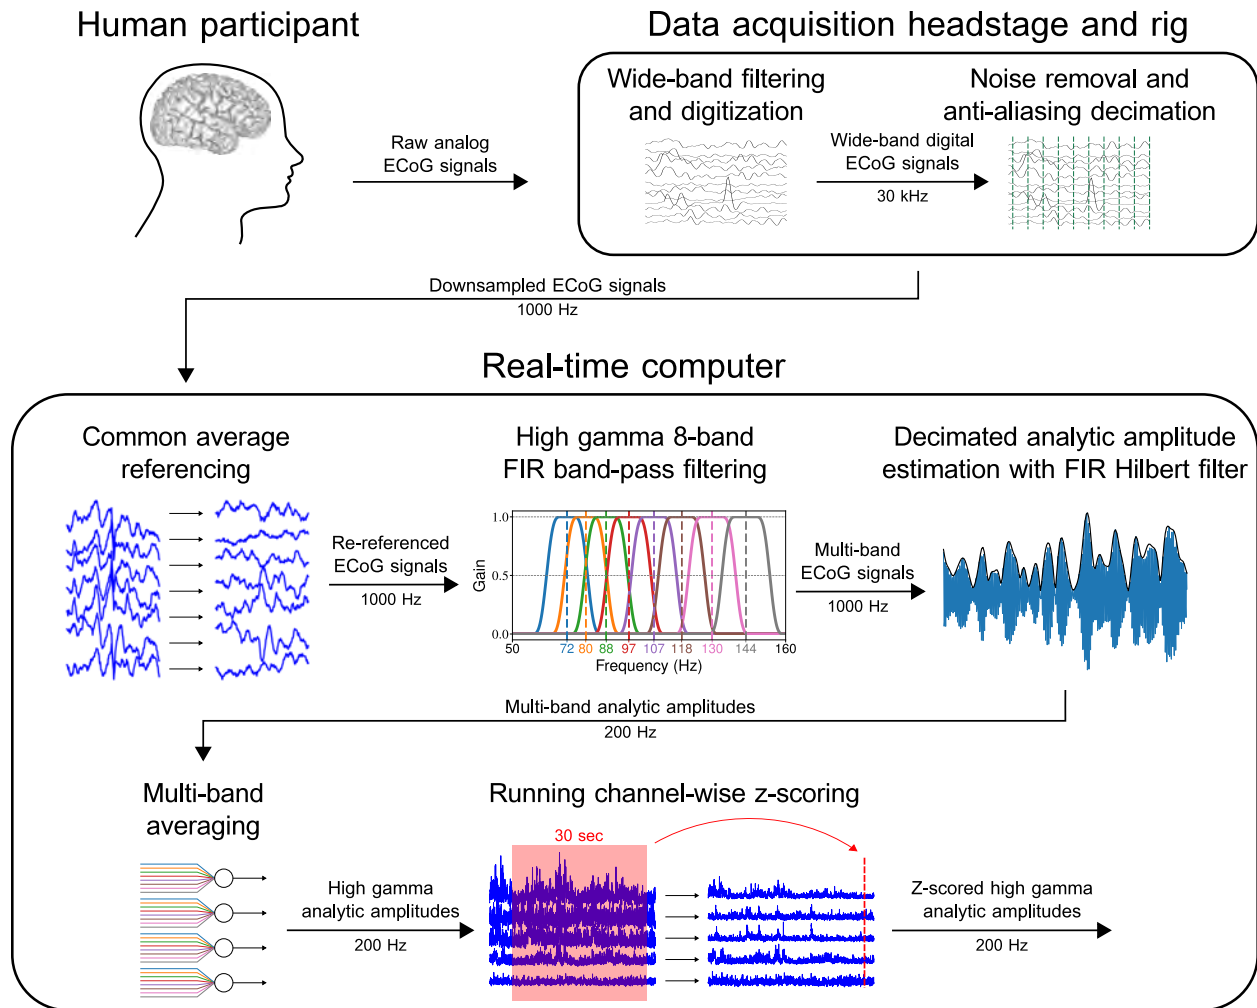 Human participant
Data acquisition headstage and rig
Wide-band filtering
and digitization
Noise removal and
anti-aliasing decimation
Raw analog
ECoG signals
Wide-band digital
ECoG signals
30 kHz
Downsampled ECoG signals
1000 Hz
Real-time computer
Common average
referencing
High gamma 8-band
FIR band-pass filtering
Decimated analytic amplitude
estimation with FIR Hilbert filter
Re-referenced
ECoG signals
1000 Hz
Gain
1.0
0.5
0.0
50 72 80 88 97 107 118 130 144 160
Frequency (Hz)
Multi-band
ECoG signals
1000 Hz
Multi-band analytic amplitudes
200 Hz
Multi-band
averaging
Running channel-wise z-scoring
30 sec
High gamma
analytic amplitudes
200 Hz
Z-scored high gamma
analytic amplitudes
200 Hz